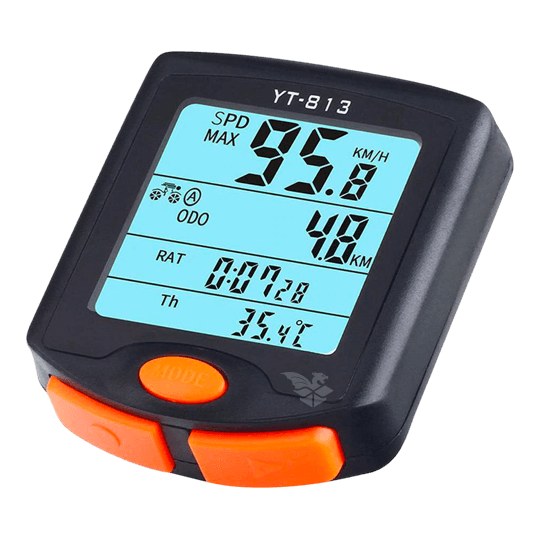 YT-813
SPD
MAX 95.8 KM/H
A
ODO 4.8 KM
RAT 0:07 28
Th 35.4℃
MODE